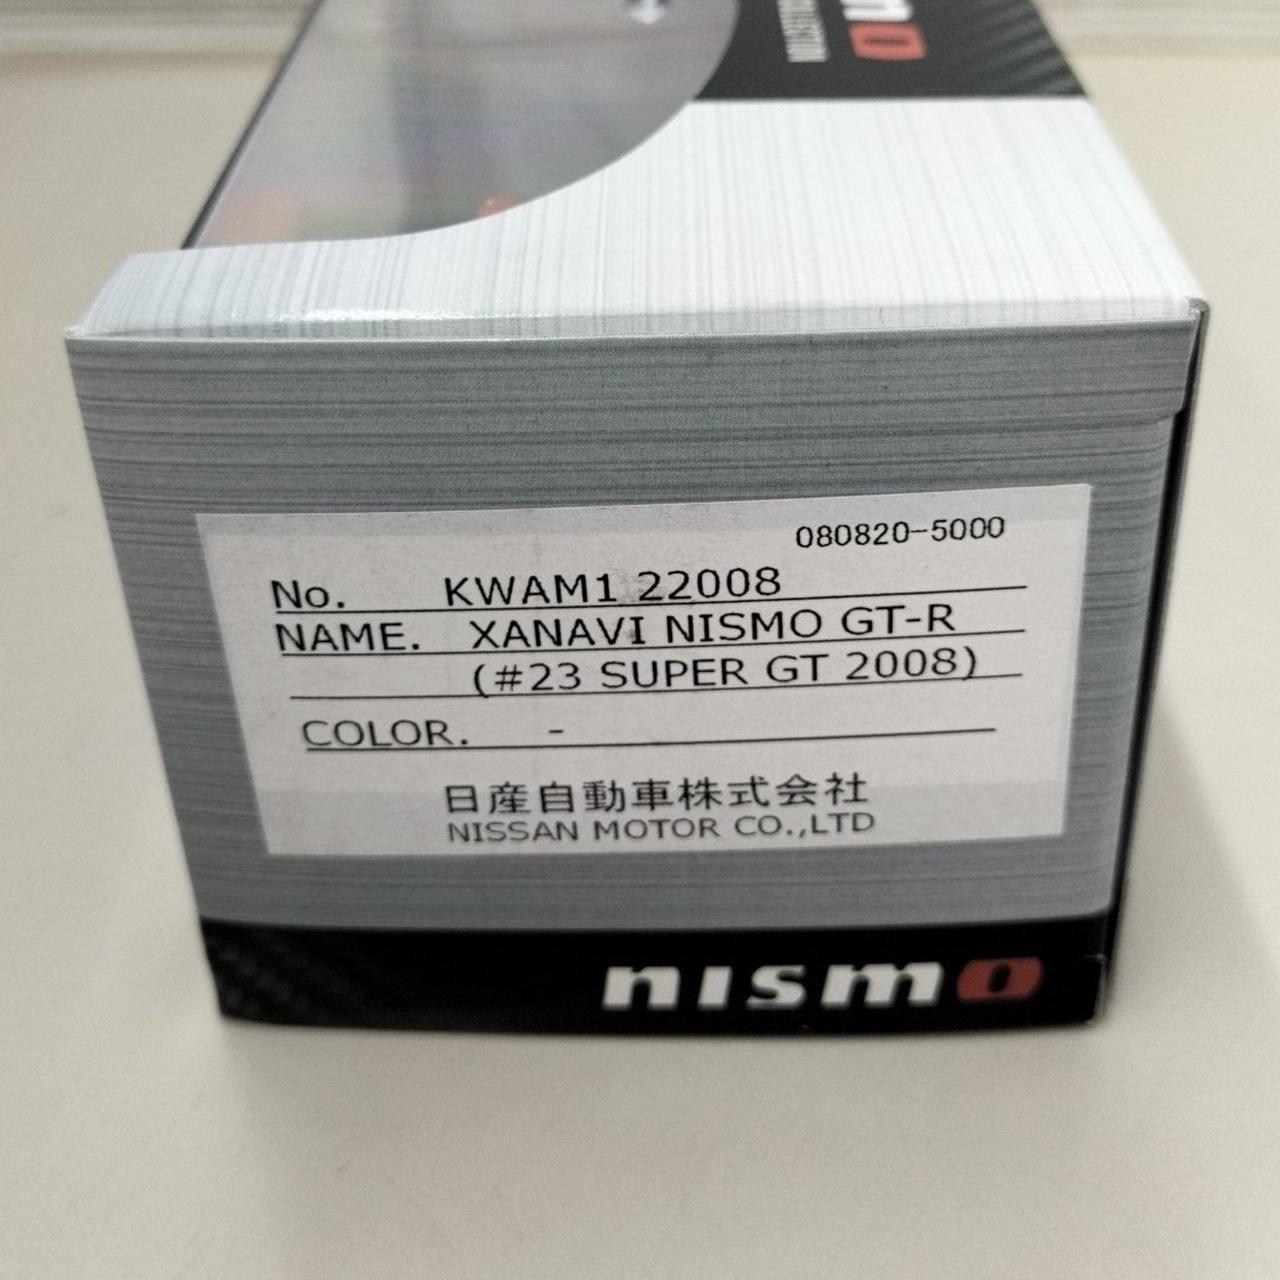 COLLECTION
080820-5000
No. KWAM1 22008
NAME. XANAVI NISMO GT-R
(#23 SUPER GT 2008)
COLOR. -
日産自動車株式会社
NISSAN MOTOR CO.,LTD
nismo